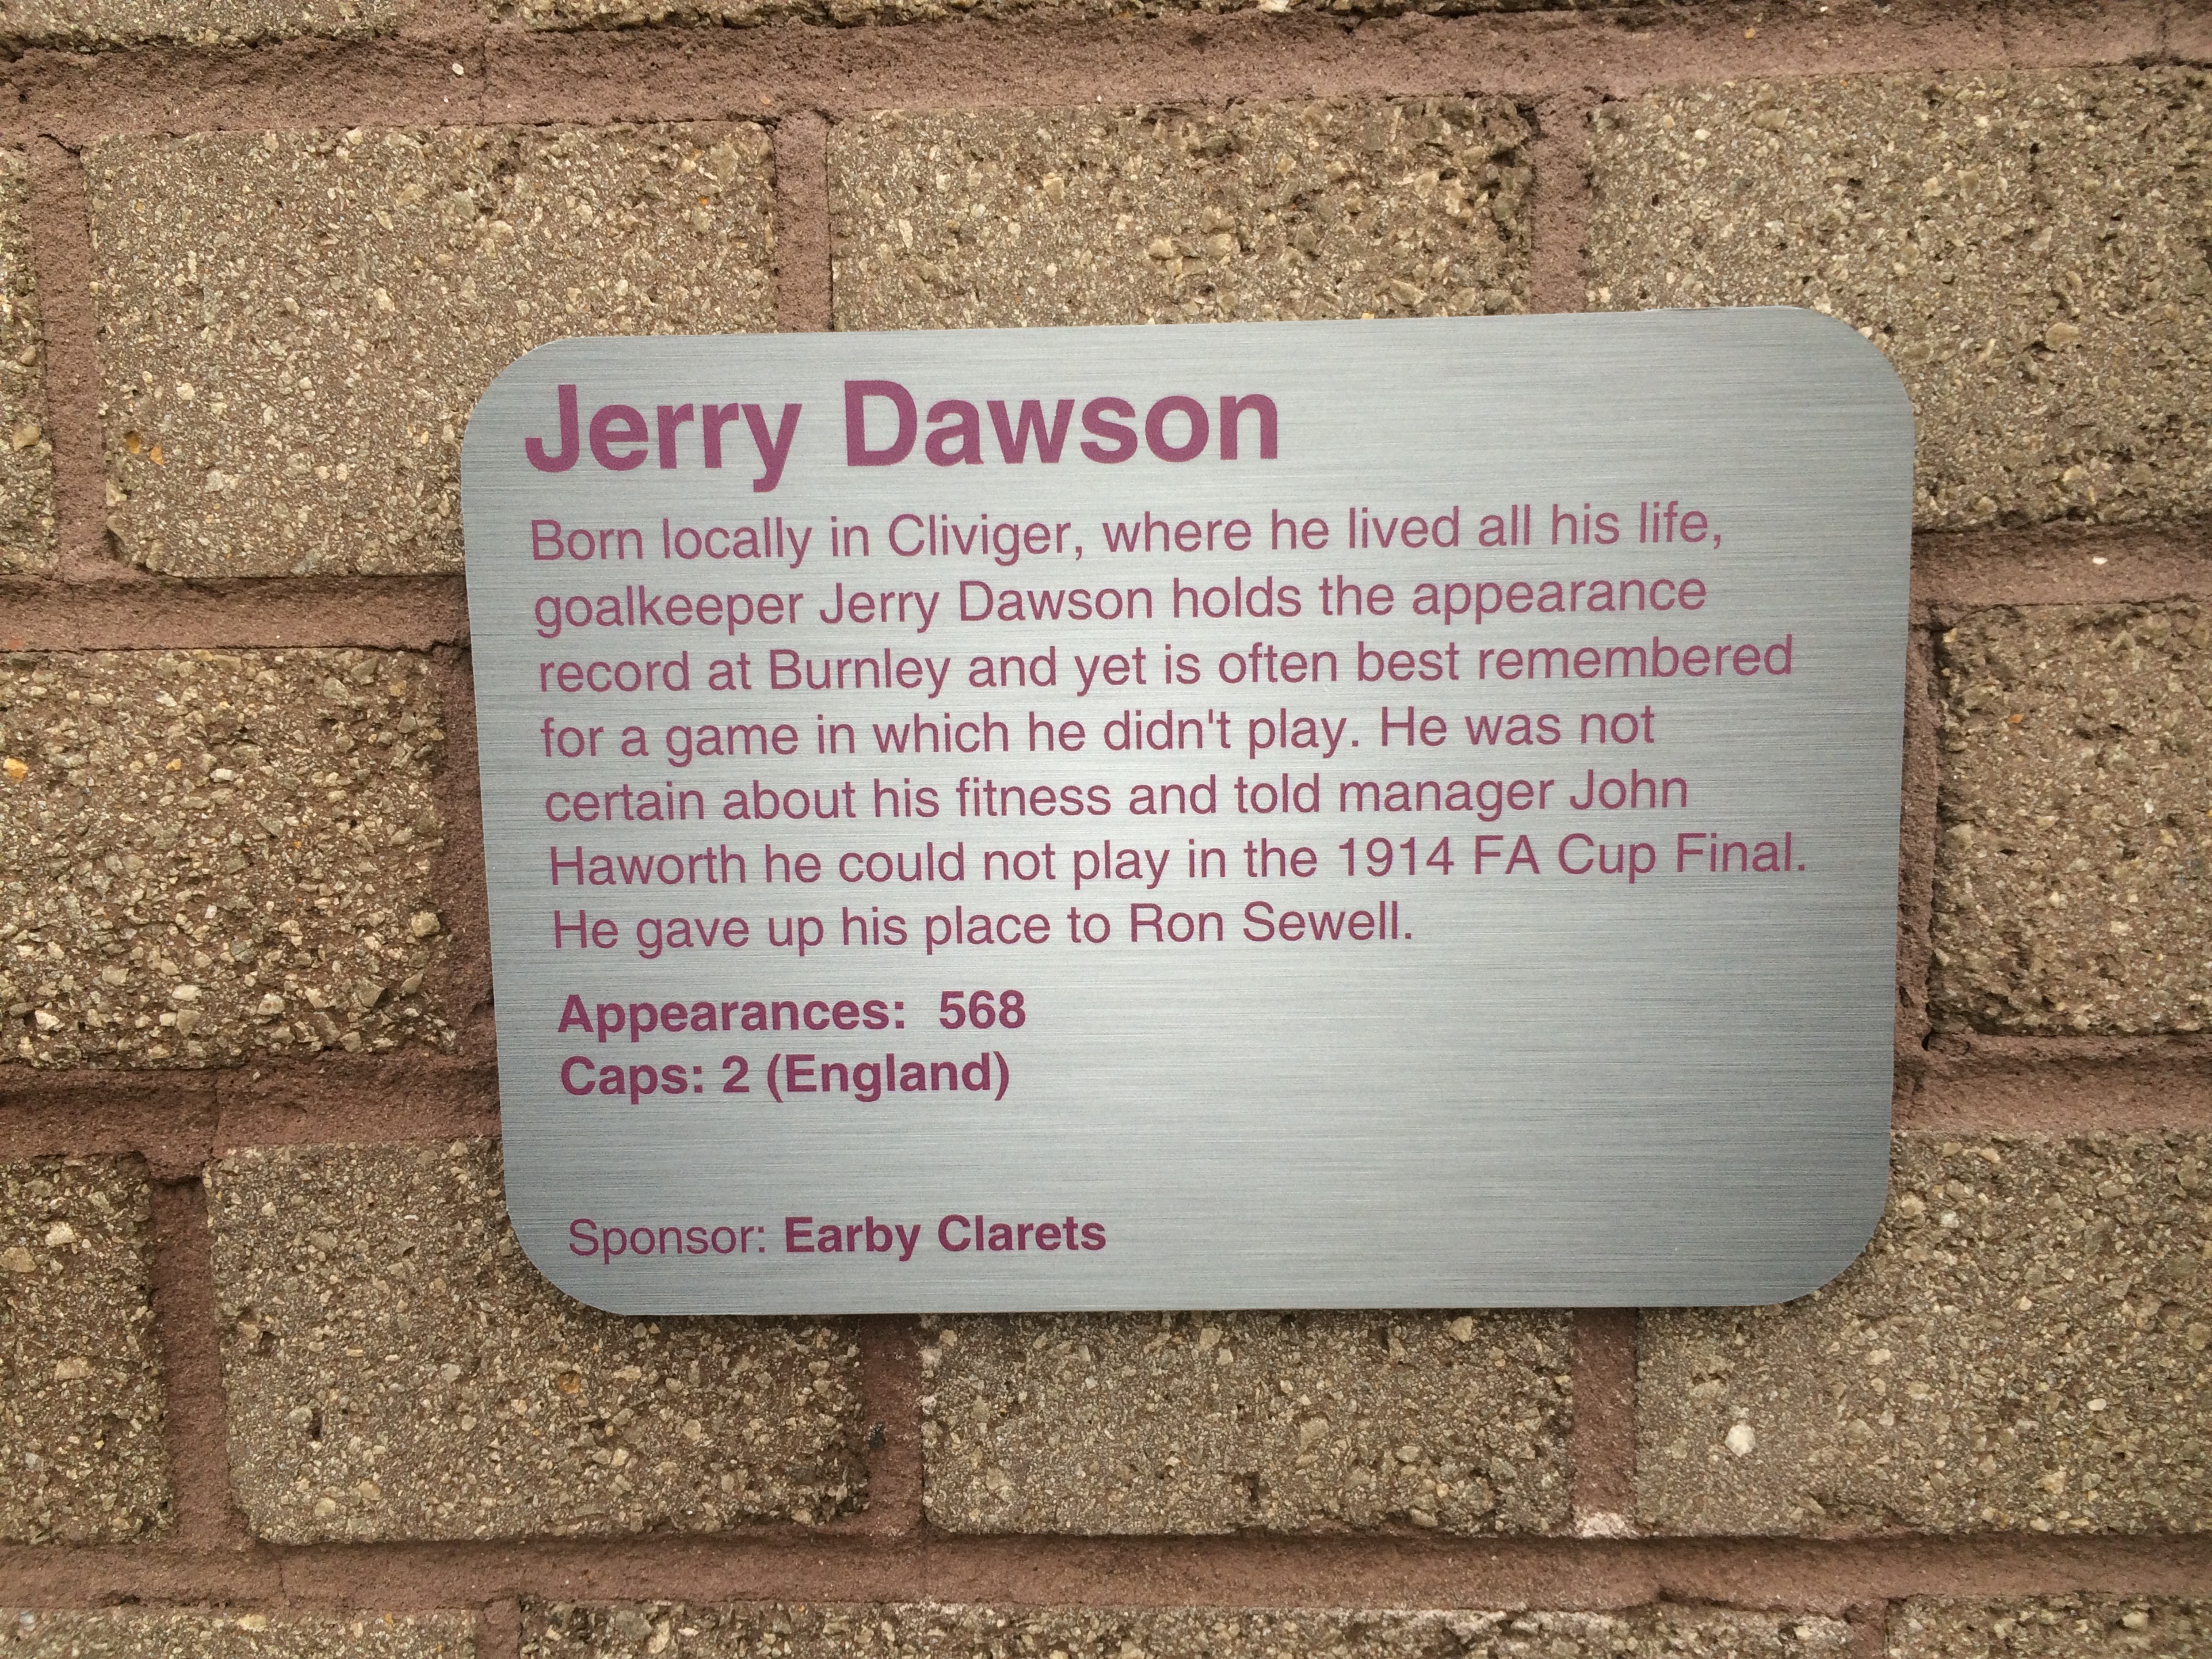 Jerry Dawson
Born locally in Cliviger, where he lived all his life,
goalkeeper Jerry Dawson holds the appearance
record at Burnley and yet is often best remembered
for a game in which he didn't play. He was not
certain about his fitness and told manager John
Haworth he could not play in the 1914 FA Cup Final.
He gave up his place to Ron Sewell.
Appearances: 568
Caps: 2 (England)
Sponsor: Earby Clarets